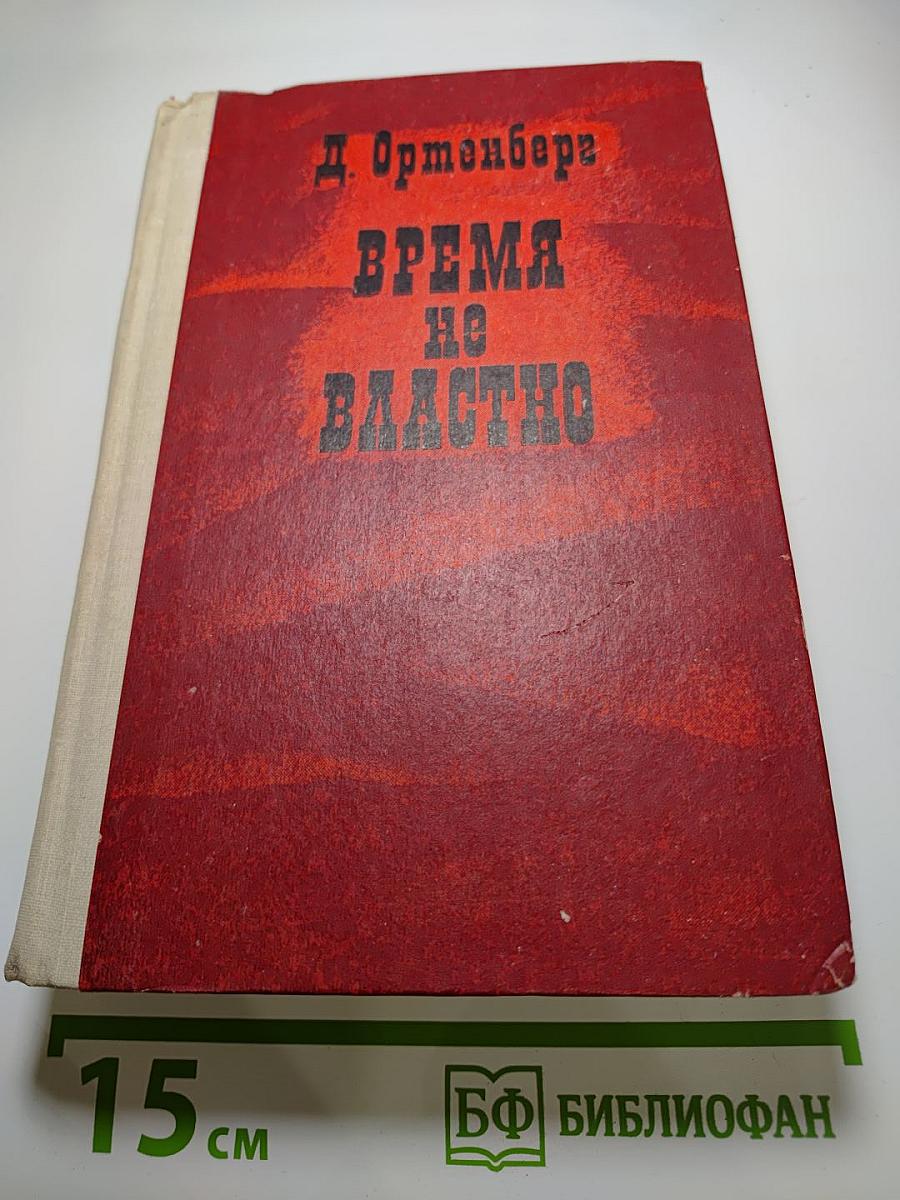 Д. Ортенберг
ВРЕМЯ
не
ВЛАСТНО
15 см
БФ БИБЛИОФАН